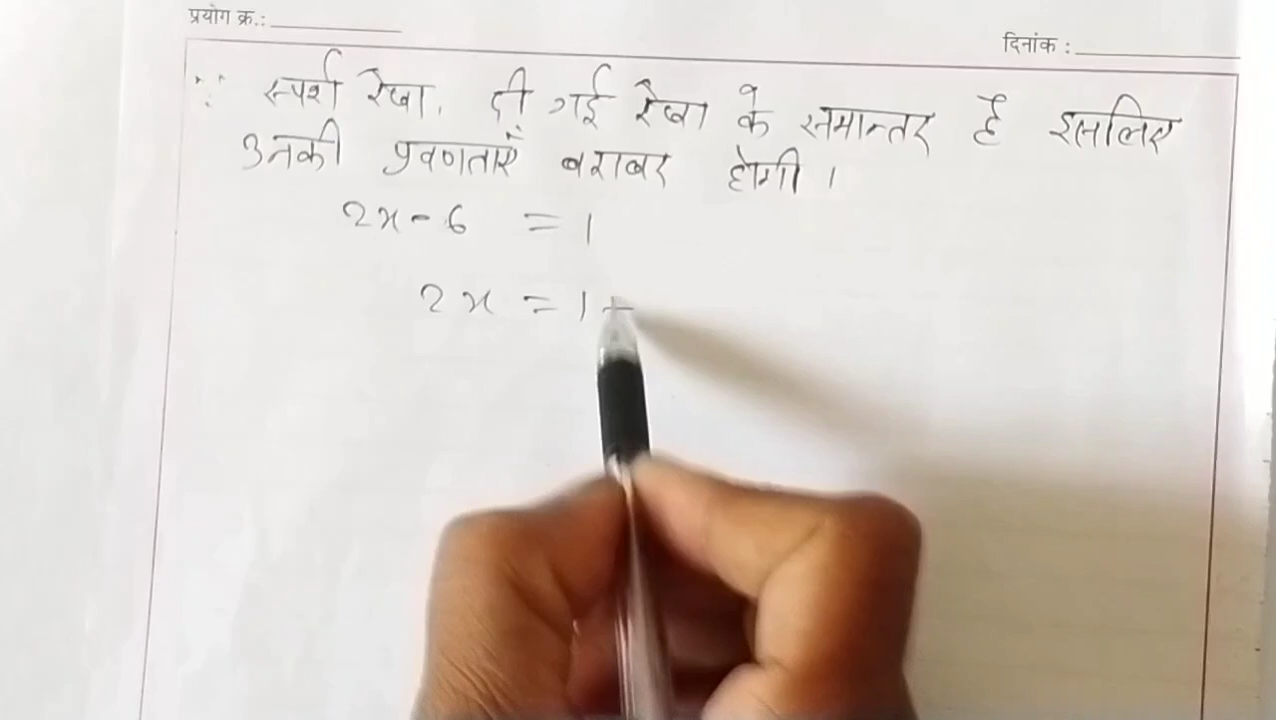 प्रयोग क्र.:
दिनांक :
∵ स्पर्श रेखा, दी गई रेखा के समान्तर है इसलिए
उनकी प्रवणताएँ बराबर होगी ।
2x - 6 = 1
2x = 1 +